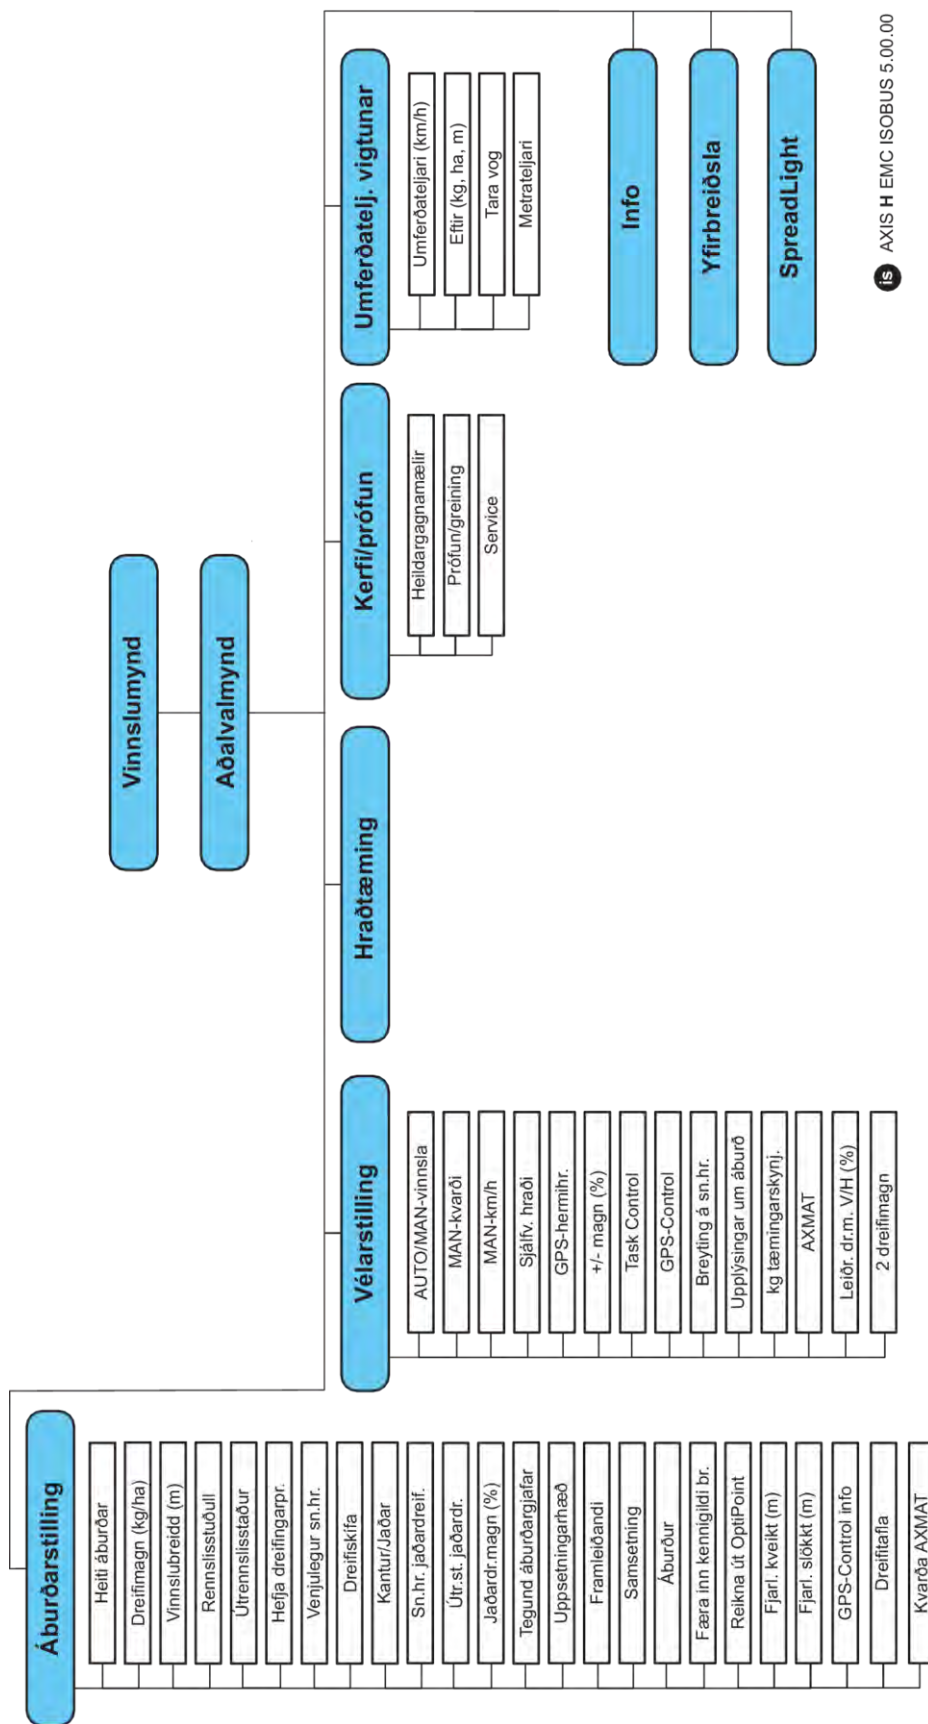 Vinnslumynd
Aðalvalmynd
Áburðarstilling
Heiti áburðar
Dreifimagn (kg/ha)
Vinnslubreidd (m)
Rennslisstuðull
Útrennslisstaður
Hefja dreifingarpr.
Venjulegur sn.hr.
Dreifiskífa
Kantur/Jaðar
Sn.hr. jaðardreif.
Útr.st. jaðardr.
Jaðardr.magn (%)
Tegund áburðargjafar
Uppsetningarhæð
Framleiðandi
Samsetning
Áburður
Færa inn kennigildi br.
Reikna út OptiPoint
Fjarl. kveikt (m)
Fjarl. slökkt (m)
GPS-Control info
Dreifitafla
Kvarða AXMAT
Vélarstilling
AUTO/MAN-vinnsla
MAN-kvarði
MAN-km/h
Sjálfv. hraði
GPS-hermihr.
+/- magn (%)
Task Control
GPS-Control
Breyting á sn.hr.
Upplýsingar um áburð
kg tæmingarskynj.
AXMAT
Leiðr. dr.m. V/H (%)
2 dreifimagn
Hraðtæming
Kerfi/prófun
Heildargagnamælir
Prófun/greining
Service
Umferðatelj. vigtunar
Umferðateljari (km/h)
Eftir (kg, ha, m)
Tara vog
Metrateljari
Info
Yfirbreiðsla
SpreadLight
is AXIS H EMC ISOBUS 5.00.00